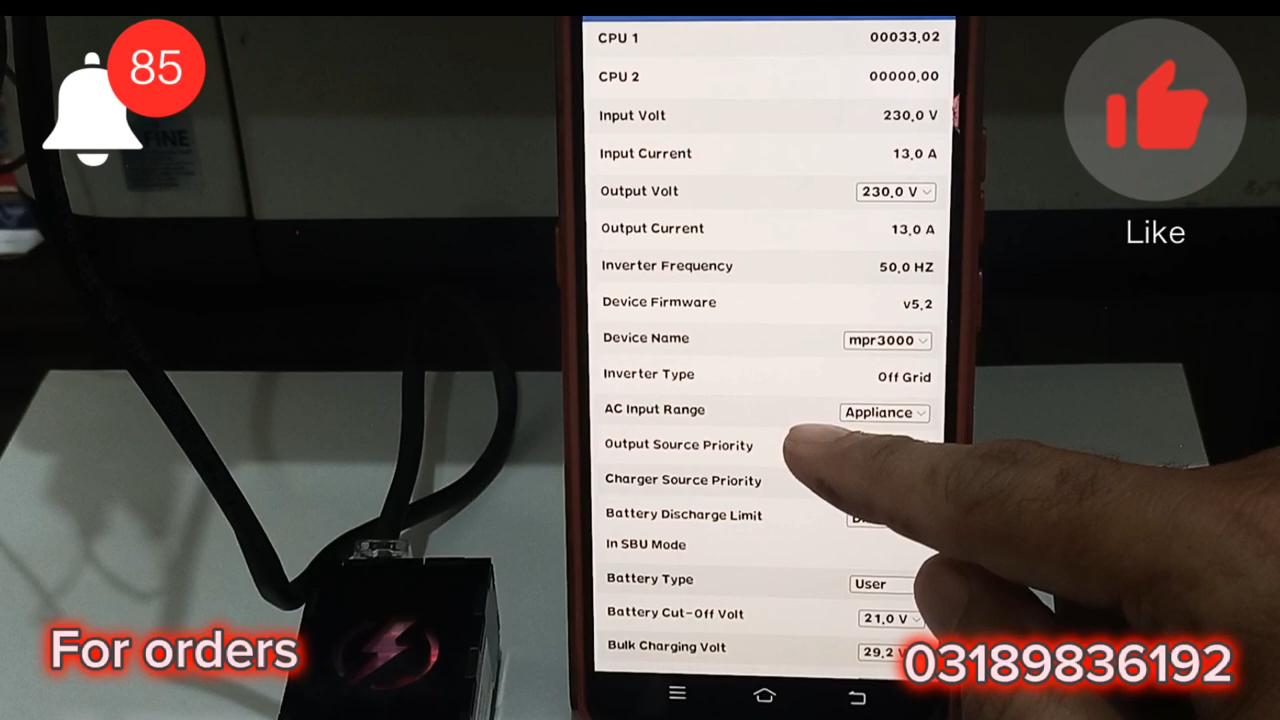 85
FINE
Like
CPU 1 00033.02
CPU 2 00000.00
Input Volt 230.0 V
Input Current 13.0 A
Output Volt 230.0 V
Output Current 13.0 A
Inverter Frequency 50.0 HZ
Device Firmware v5.2
Device Name mpr3000
Inverter Type Off Grid
AC Input Range Appliance
Output Source Priority
Charger Source Priority
Battery Discharge Limit
In SBU Mode
Battery Type User
Battery Cut-Off Volt 21.0 V
Bulk Charging Volt 29.2
For orders
03189836192